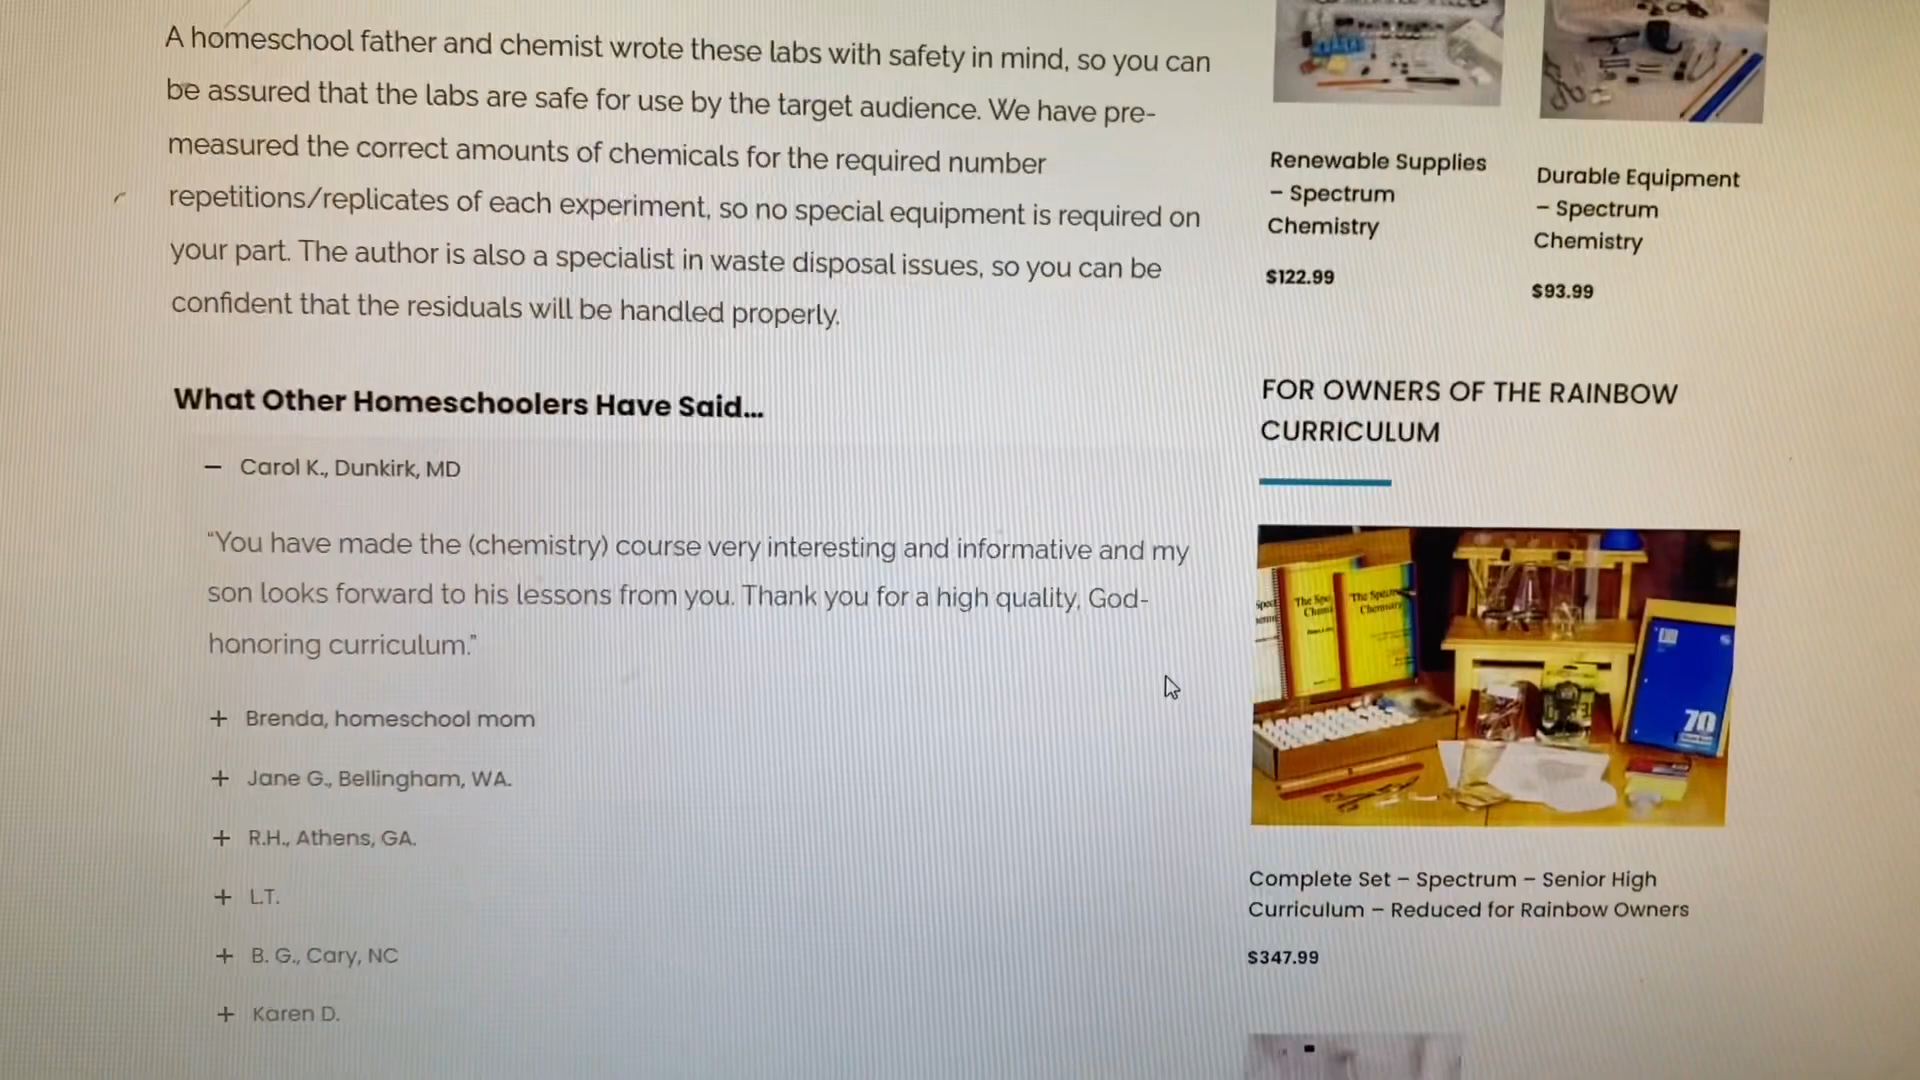 A homeschool father and chemist wrote these labs with safety in mind, so you can
be assured that the labs are safe for use by the target audience. We have pre-
measured the correct amounts of chemicals for the required number
repetitions/replicates of each experiment, so no special equipment is required on
your part. The author is also a specialist in waste disposal issues, so you can be
confident that the residuals will be handled properly.
What Other Homeschoolers Have Said...
– Carol K., Dunkirk, MD
“You have made the (chemistry) course very interesting and informative and my
son looks forward to his lessons from you. Thank you for a high quality, God-
honoring curriculum.”
+ Brenda, homeschool mom
+ Jane G., Bellingham, WA.
+ R.H., Athens, GA.
+ L.T.
+ B. G., Cary, NC
+ Karen D.
Renewable Supplies
– Spectrum
Chemistry
$122.99
Durable Equipment
– Spectrum
Chemistry
$93.99
FOR OWNERS OF THE RAINBOW
CURRICULUM
The Spectrum
Chemistry
70
Complete Set – Spectrum – Senior High
Curriculum – Reduced for Rainbow Owners
$347.99